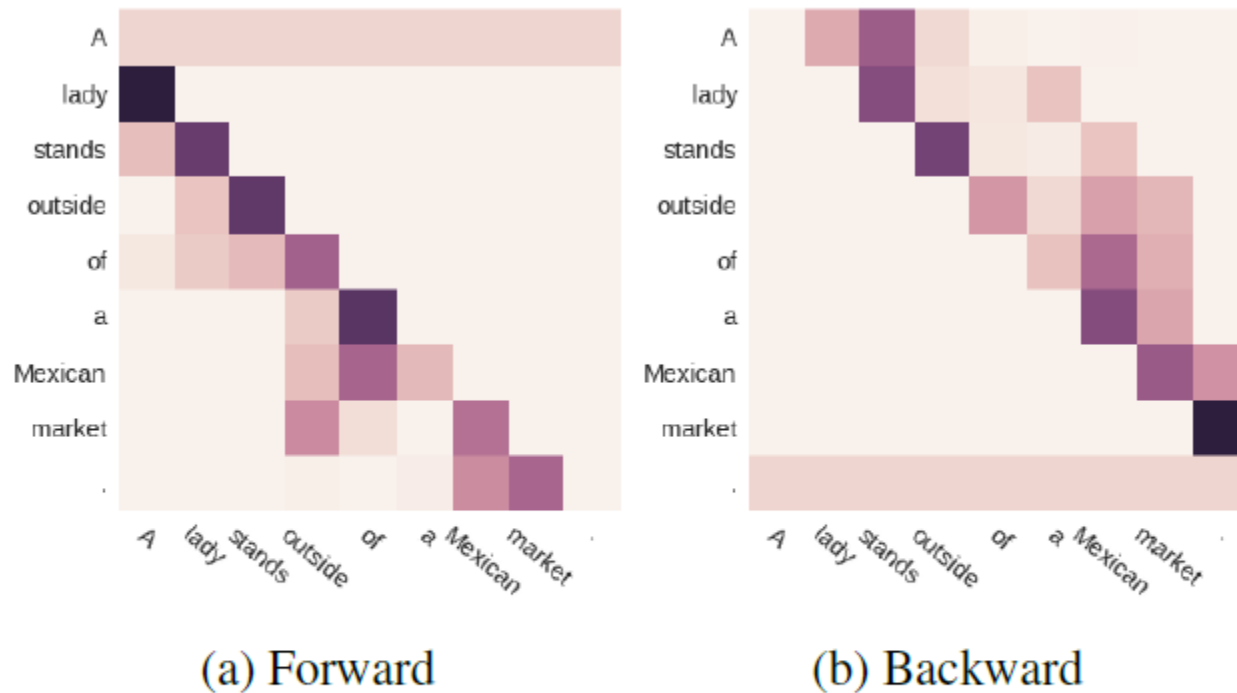 A
lady
stands
outside
of
a
Mexican
market
.
A lady stands outside of a Mexican market .
(a) Forward
A
lady
stands
outside
of
a
Mexican
market
.
A lady stands outside of a Mexican market .
(b) Backward